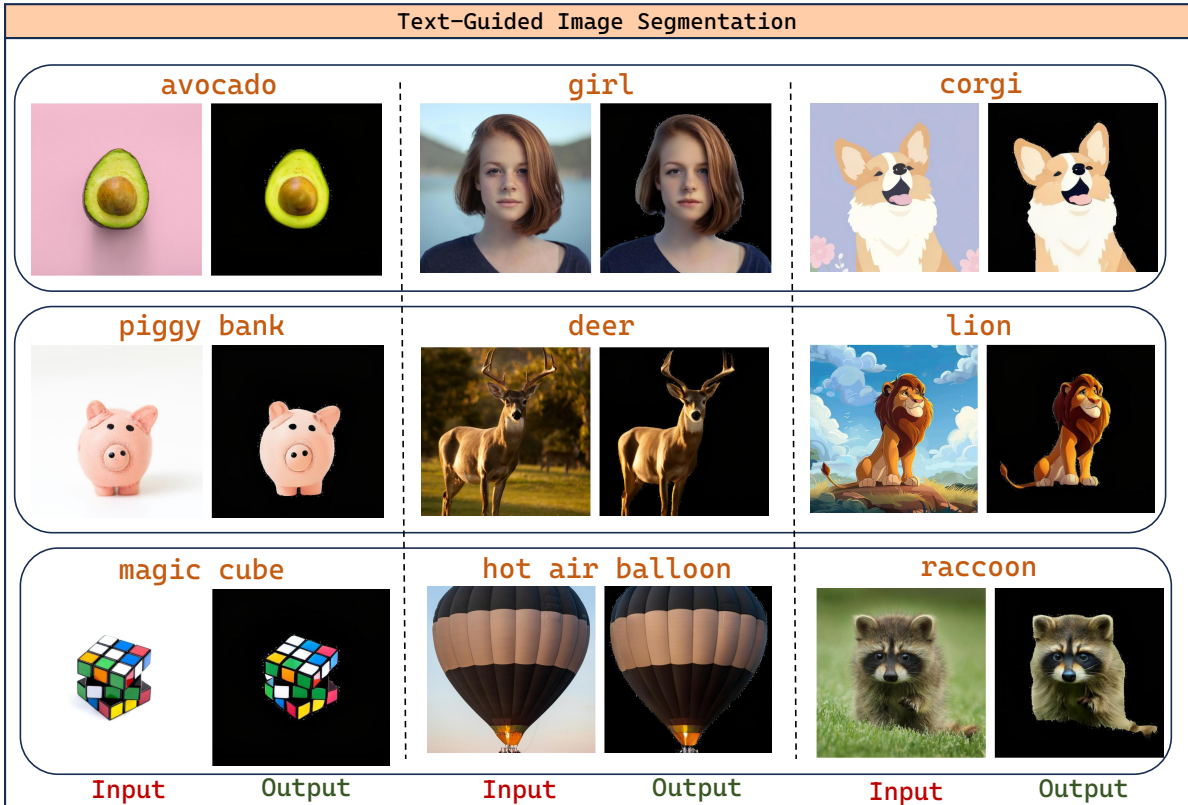 Text-Guided Image Segmentation
avocado
girl
corgi
piggy bank
deer
lion
magic cube
hot air balloon
raccoon
Input
Output
Input
Output
Input
Output